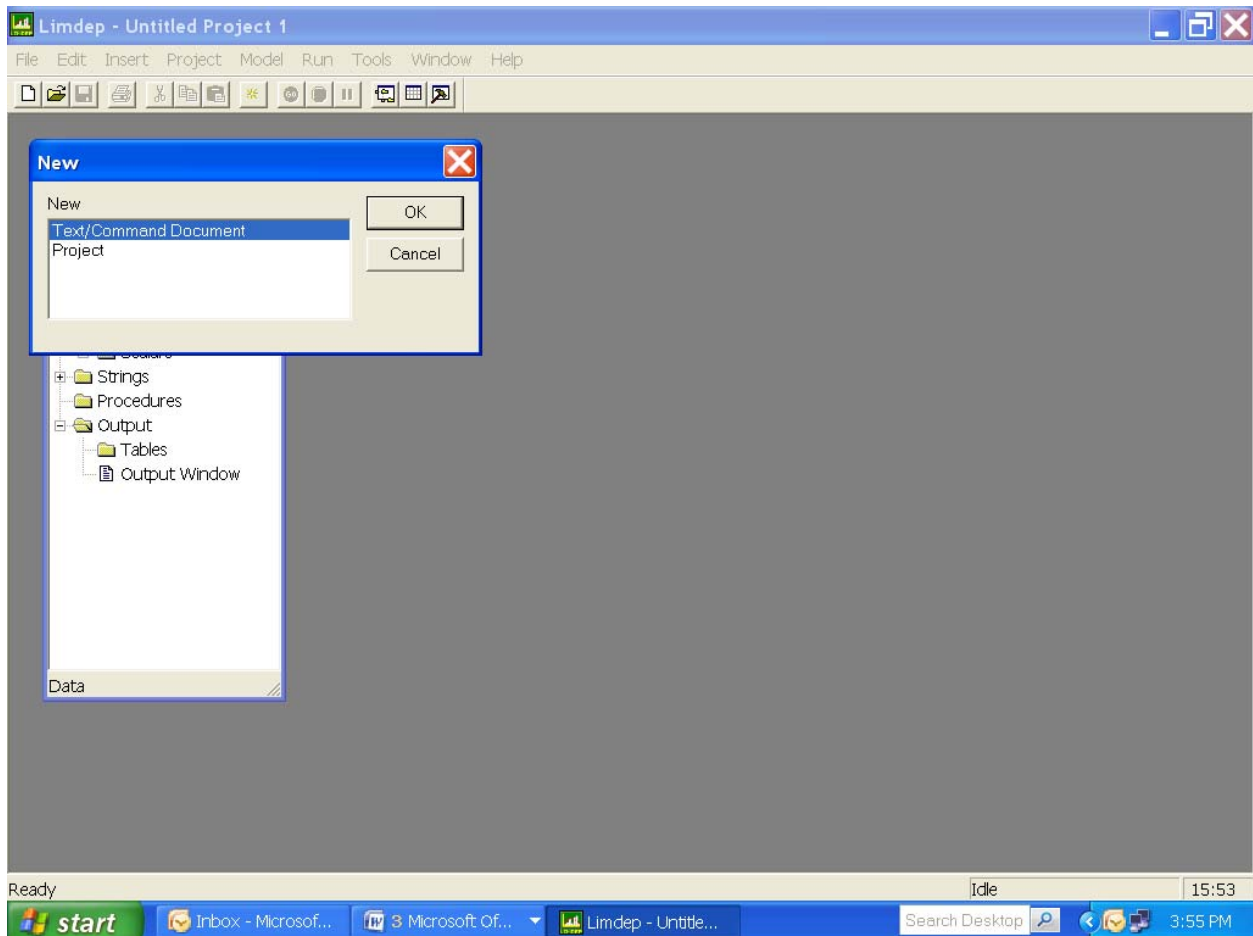 Limdep - Untitled Project 1
File Edit Insert Project Model Run Tools Window Help
New
New
Text/Command Document
Project
OK
Cancel
Strings
Procedures
Output
Tables
Output Window
Data
Ready
Idle
15:53
start
Inbox - Microsof...
3 Microsoft Of...
Limdep - Untitle...
Search Desktop
3:55 PM